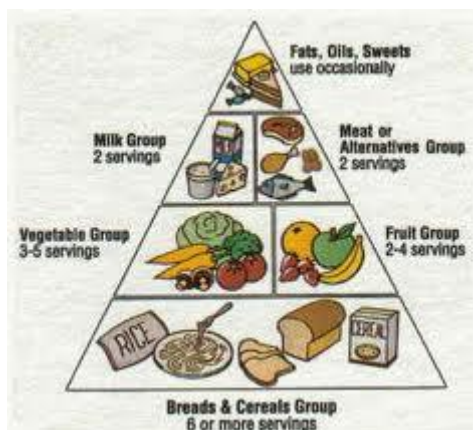 Fats, Oils, Sweets
use occasionally
Milk Group
2 servings
Meat or
Alternatives Group
2 servings
Vegetable Group
3-5 servings
Fruit Group
2-4 servings
RICE
CEREAL
Breads & Cereals Group
6 or more servings